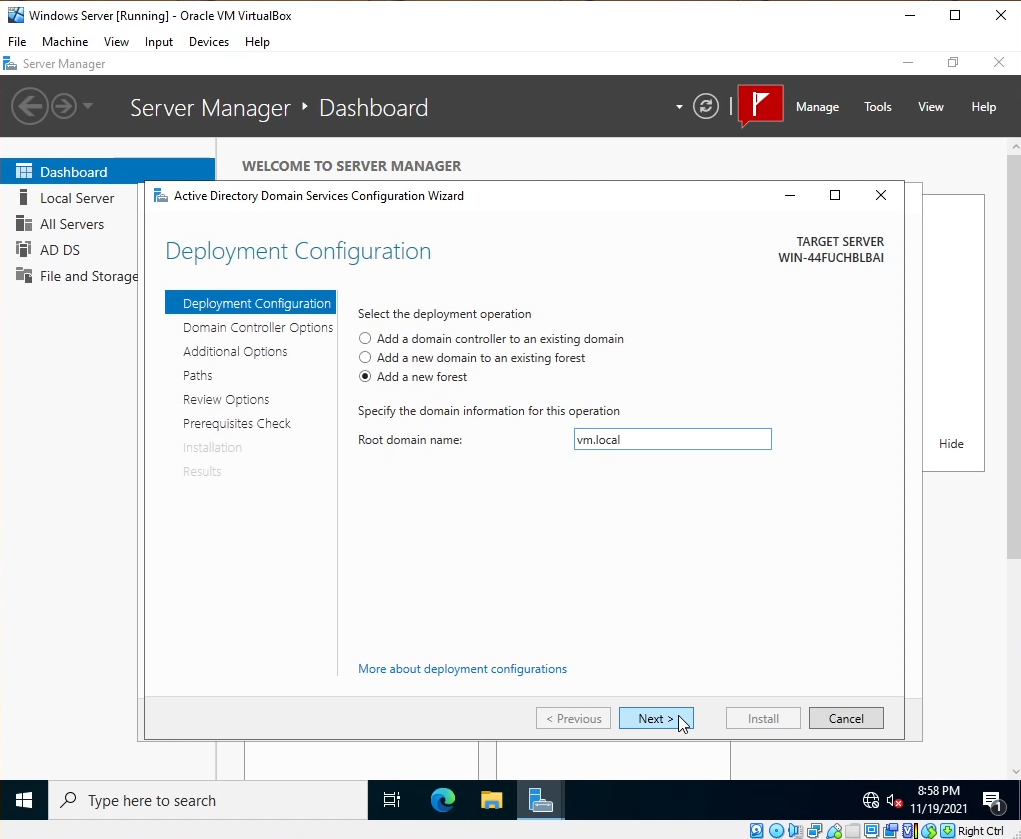 Windows Server [Running] - Oracle VM VirtualBox
File Machine View Input Devices Help
Server Manager
Server Manager Dashboard
Manage Tools View Help
Dashboard
Local Server
All Servers
AD DS
File and Storage
WELCOME TO SERVER MANAGER
Active Directory Domain Services Configuration Wizard
Deployment Configuration
TARGET SERVER
WIN-44FUCHBLBAI
Deployment Configuration
Domain Controller Options
Additional Options
Paths
Review Options
Prerequisites Check
Installation
Results
Select the deployment operation
Add a domain controller to an existing domain
Add a new domain to an existing forest
Add a new forest
Specify the domain information for this operation
Root domain name: vm.local
More about deployment configurations
Hide
< Previous Next > Install Cancel
Type here to search
8:58 PM
11/19/2021
1
Right Ctrl